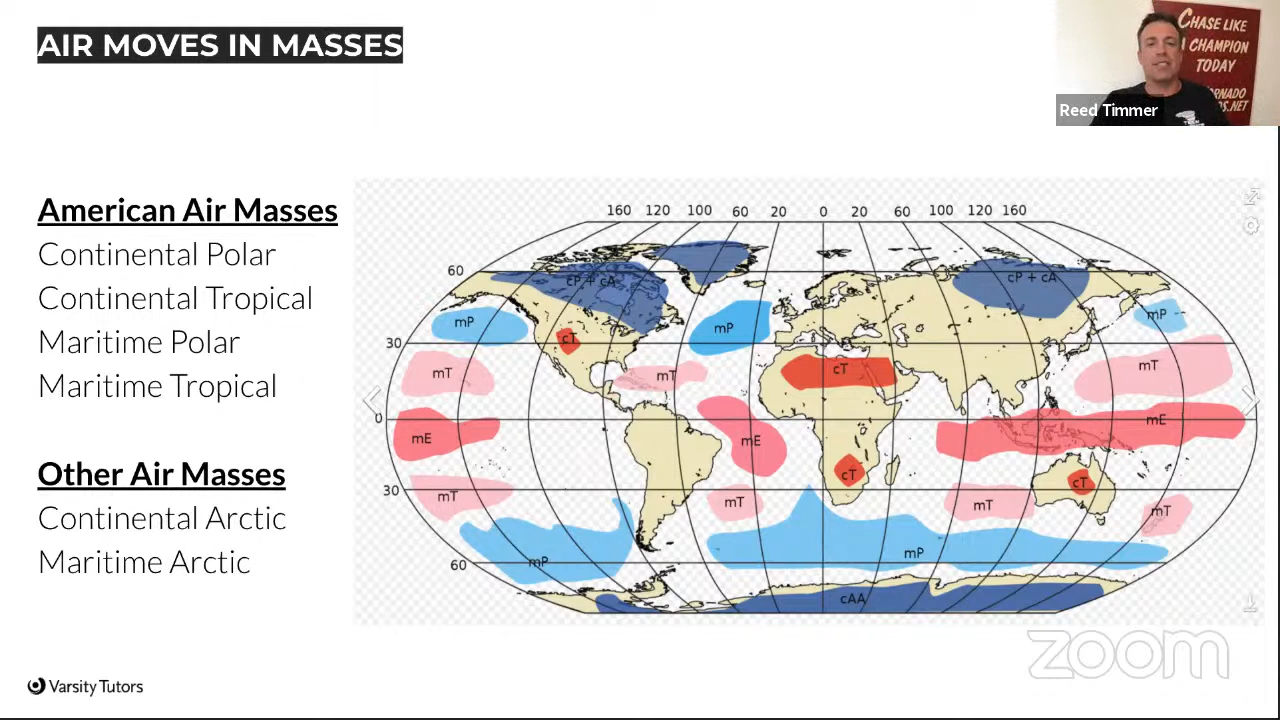 AIR MOVES IN MASSES
CHASE LIKE
A CHAMPION
TODAY
Reed Timmer
American Air Masses
Continental Polar
Continental Tropical
Maritime Polar
Maritime Tropical
Other Air Masses
Continental Arctic
Maritime Arctic
160 120 100 60 20 0 20 60 100 120 160
60
cP + cA
cP + cA
mP
mP
mP
30
cT
mT
mT
cT
mT
0
mE
mE
mE
30
mT
mT
cT
mT
cT
mT
60
mP
mP
cAA
zoom
Varsity Tutors